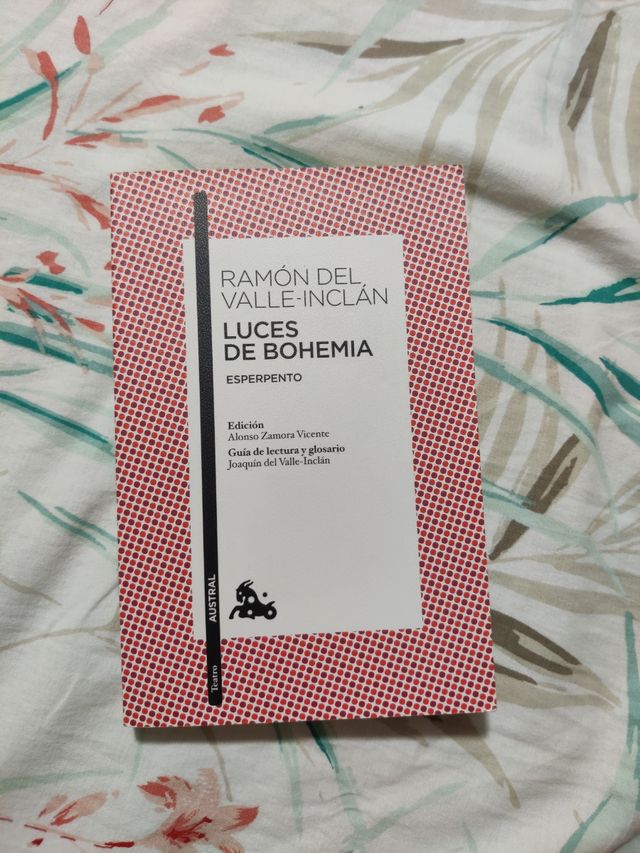 RAMÓN DEL
VALLE-INCLÁN
LUCES
DE BOHEMIA
ESPERPENTO
Edición
Alonso Zamora Vicente
Guía de lectura y glosario
Joaquín del Valle-Inclán
AUSTRAL
Teatro